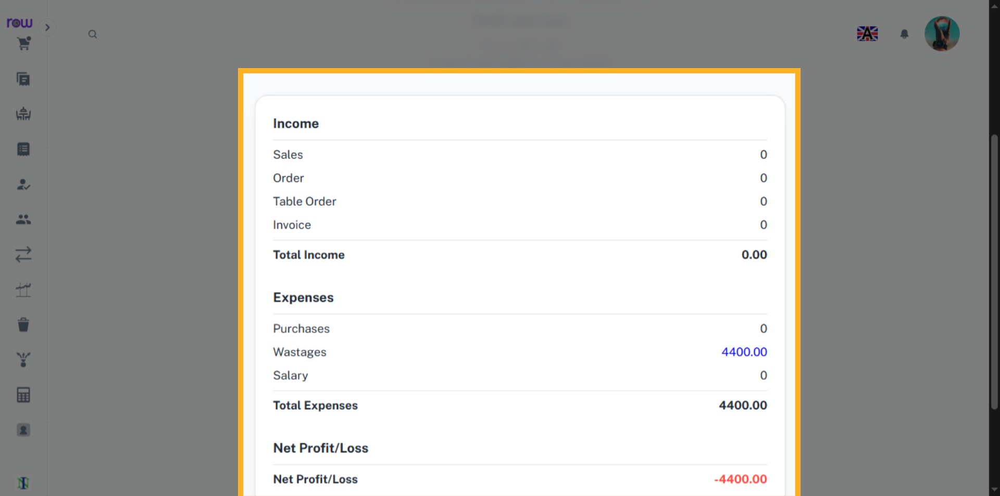 row
A
Income
Sales 0
Order 0
Table Order 0
Invoice 0
Total Income 0.00
Expenses
Purchases 0
Wastages 4400.00
Salary 0
Total Expenses 4400.00
Net Profit/Loss
Net Profit/Loss -4400.00